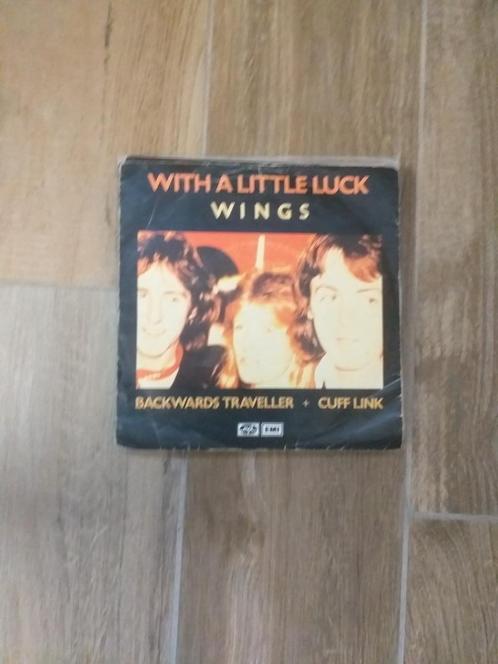 WITH A LITTLE LUCK
WINGS
BACKWARDS TRAVELLER + CUFF LINK
EMI